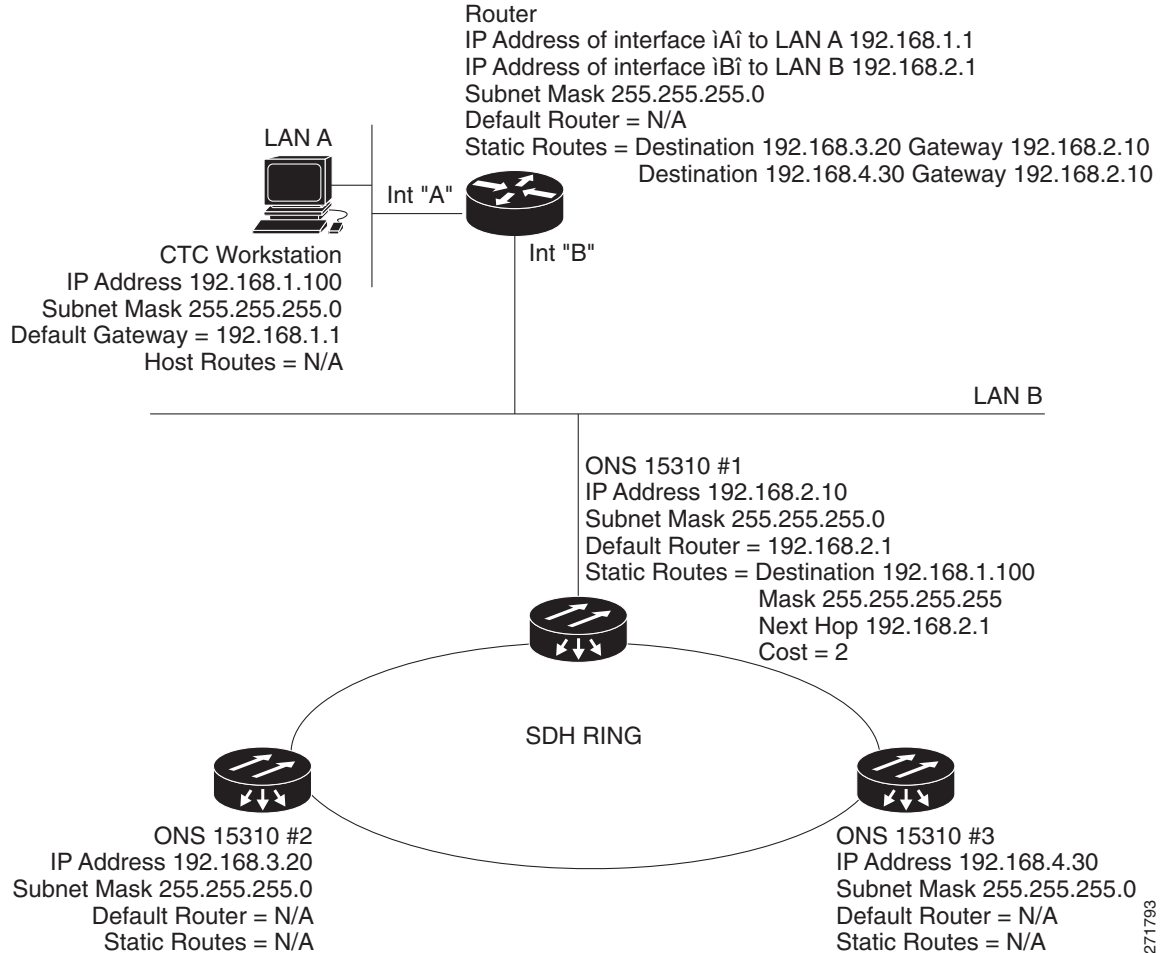 Router
IP Address of interface ìAî to LAN A 192.168.1.1
IP Address of interface ìBî to LAN B 192.168.2.1
Subnet Mask 255.255.255.0
Default Router = N/A
Static Routes = Destination 192.168.3.20 Gateway 192.168.2.10
Destination 192.168.4.30 Gateway 192.168.2.10
LAN A
Int "A"
Int "B"
CTC Workstation
IP Address 192.168.1.100
Subnet Mask 255.255.255.0
Default Gateway = 192.168.1.1
Host Routes = N/A
LAN B
ONS 15310 #1
IP Address 192.168.2.10
Subnet Mask 255.255.255.0
Default Router = 192.168.2.1
Static Routes = Destination 192.168.1.100
Mask 255.255.255.255
Next Hop 192.168.2.1
Cost = 2
SDH RING
ONS 15310 #2
IP Address 192.168.3.20
Subnet Mask 255.255.255.0
Default Router = N/A
Static Routes = N/A
ONS 15310 #3
IP Address 192.168.4.30
Subnet Mask 255.255.255.0
Default Router = N/A
Static Routes = N/A
271793